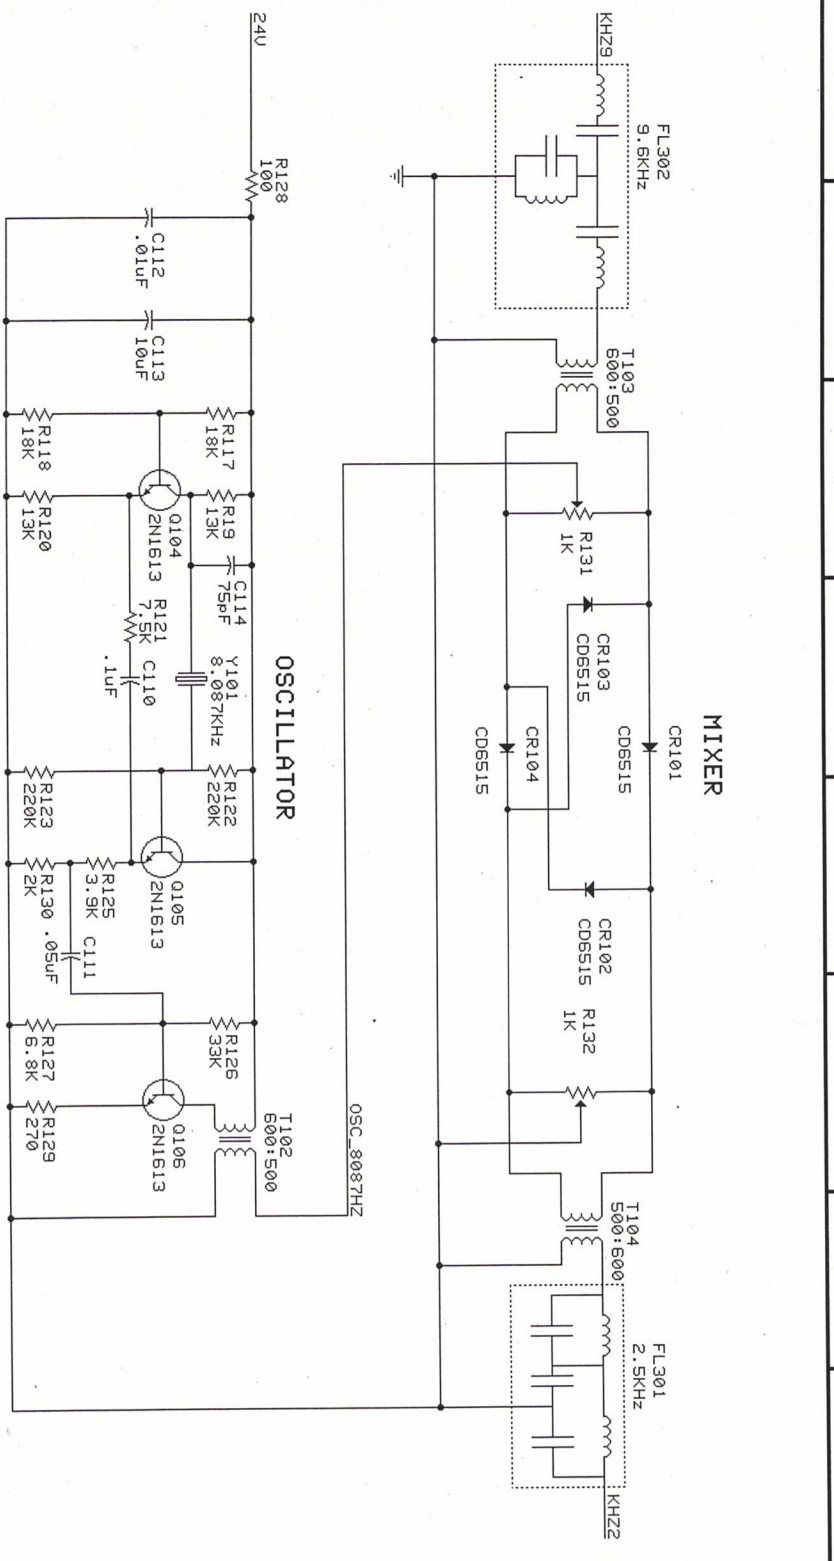 MIXER
FL302
9.6KHz
KHZ9
T103
600:500
R131
1K
CR103
CD6515
CR101
CD6515
CR104
CD6515
CR102
CD6515
R132
1K
T104
500:600
FL301
2.5KHz
KHZ2
OSCILLATOR
24V
R128
100
C112
.01uF
C113
10uF
R117
18K
R118
18K
R19
13K
Q104
2N1613
R120
13K
C114
75pF
R121
7.5K
C110
.1uF
Y101
8.087KHz
R122
220K
R123
220K
Q105
2N1613
R125
3.9K
R130
2K
C111
.05uF
R126
33K
R127
6.8K
Q106
2N1613
R129
270
T102
600:500
OSC_8087HZ